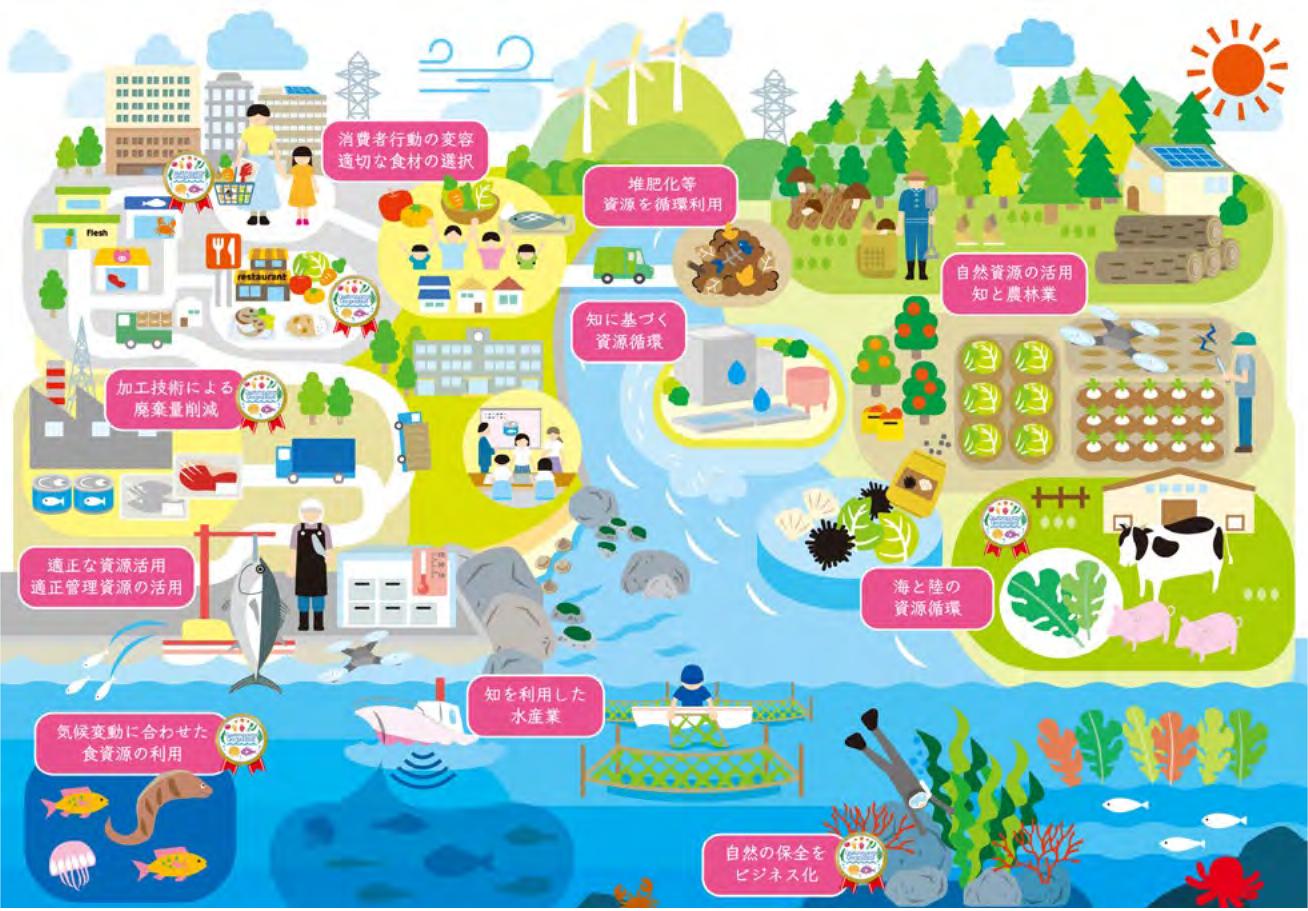 消費者行動の変容
適切な食材の選択
堆肥化等
資源を循環利用
flesh
restaurant
自然資源の活用
知と農林業
知に基づく
資源循環
加工技術による
廃棄量削減
適正な資源活用
適正管理資源の活用
海と陸の
資源循環
知を利用した
水産業
気候変動に合わせた
食資源の利用
自然の保全を
ビジネス化